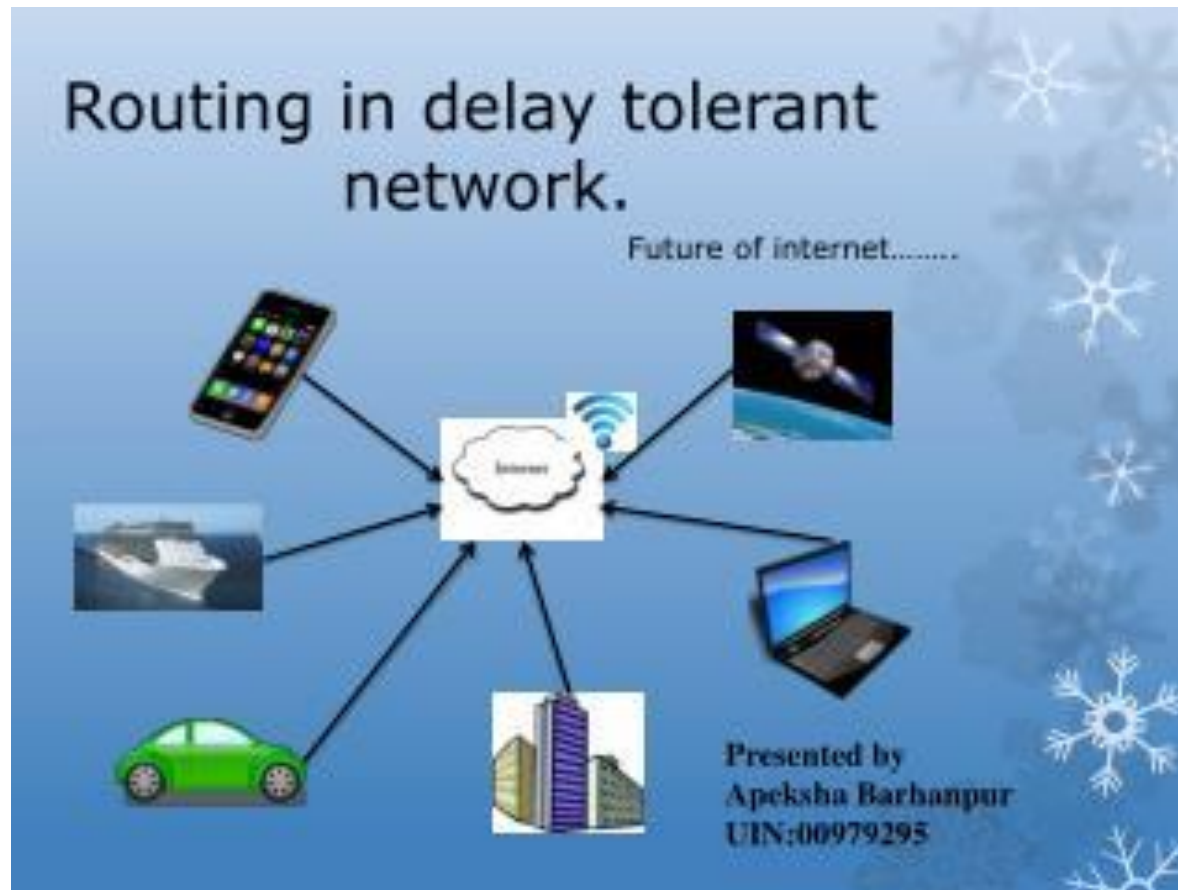 Routing in delay tolerant
network.
Future of internet........
Internet
Presented by
Apeksha Barhanpur
UIN:00979295